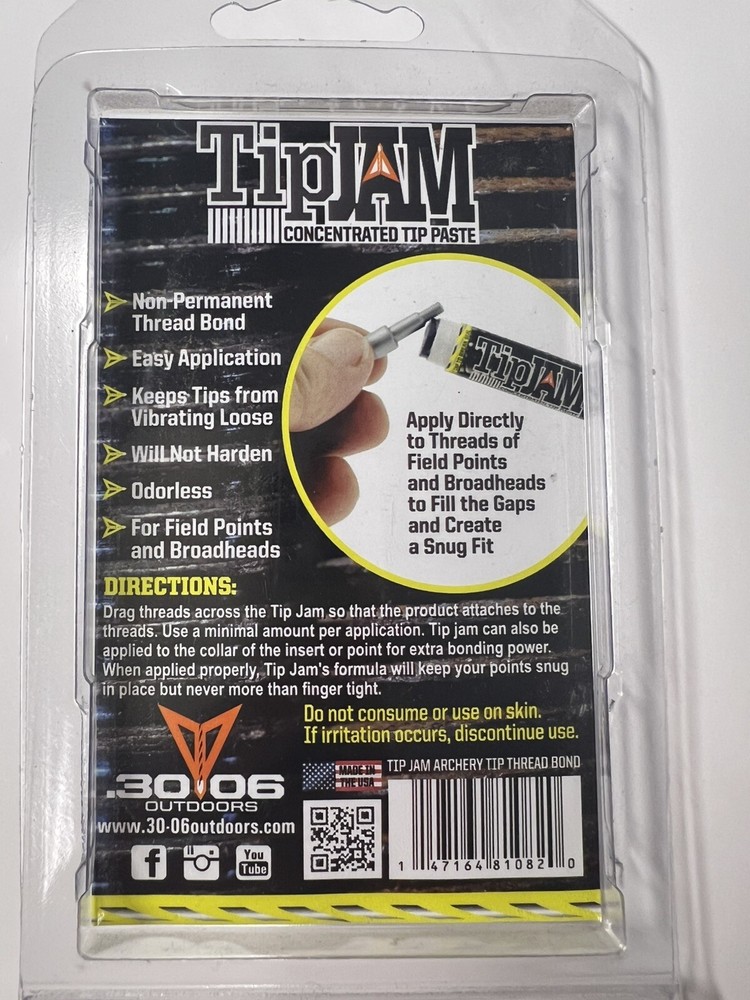 TipJAM
CONCENTRATED TIP PASTE
Non-Permanent
Thread Bond
Easy Application
Keeps Tips from
Vibrating Loose
Will Not Harden
Odorless
For Field Points
and Broadheads
TipJAM
Apply Directly
to Threads of
Field Points
and Broadheads
to Fill the Gaps
and Create
a Snug Fit
DIRECTIONS:
Drag threads across the Tip Jam so that the product attaches to the
threads. Use a minimal amount per application. Tip jam can also be
applied to the collar of the insert or point for extra bonding power.
When applied properly, Tip Jam's formula will keep your points snug
in place but never more than finger tight.
Do not consume or use on skin.
If irritation occurs, discontinue use.
.30-06
OUTDOORS
www.30-06outdoors.com
MADE IN
THE USA
TIP JAM ARCHERY TIP THREAD BOND
1 47164 81082 0
f
You
Tube